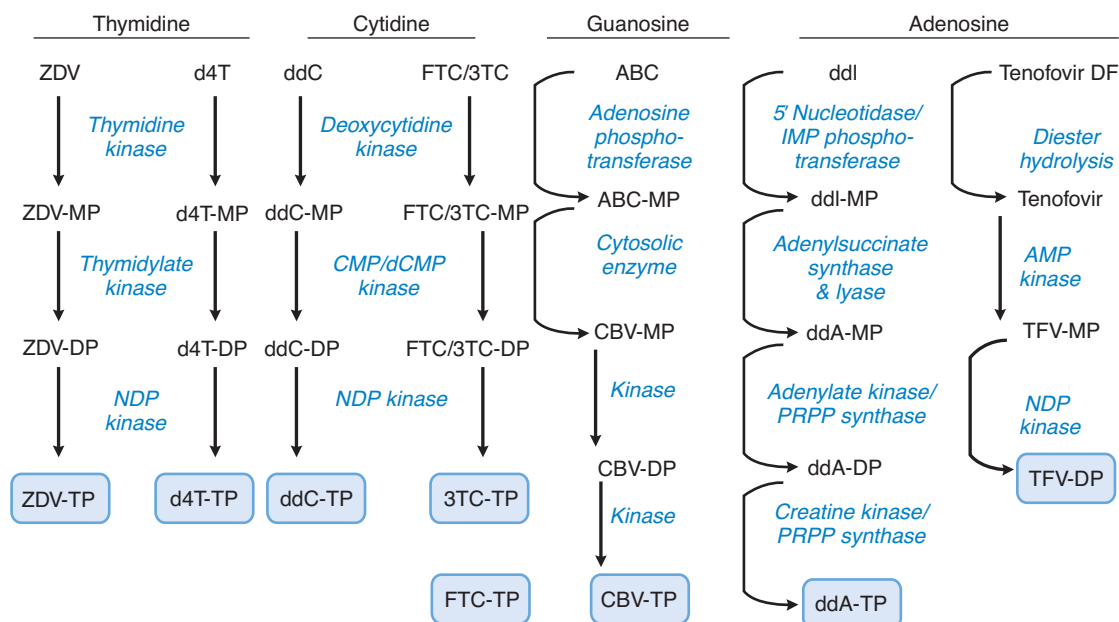 Thymidine
Cytidine
Guanosine
Adenosine
ZDV
d4T
ddC
FTC/3TC
ABC
ddI
Tenofovir DF
Thymidine
kinase
Deoxycytidine
kinase
Adenosine
phospho-
transferase
5′ Nucleotidase/
IMP phospho-
transferase
Diester
hydrolysis
ZDV-MP
d4T-MP
ddC-MP
FTC/3TC-MP
ABC-MP
ddI-MP
Tenofovir
Thymidylate
kinase
CMP/dCMP
kinase
Cytosolic
enzyme
Adenylsuccinate
synthase
& lyase
AMP
kinase
ZDV-DP
d4T-DP
ddC-DP
FTC/3TC-DP
CBV-MP
ddA-MP
TFV-MP
NDP
kinase
NDP kinase
Kinase
Adenylate kinase/
PRPP synthase
NDP
kinase
ZDV-TP
d4T-TP
ddC-TP
3TC-TP
CBV-DP
ddA-DP
TFV-DP
Kinase
Creatine kinase/
PRPP synthase
FTC-TP
CBV-TP
ddA-TP